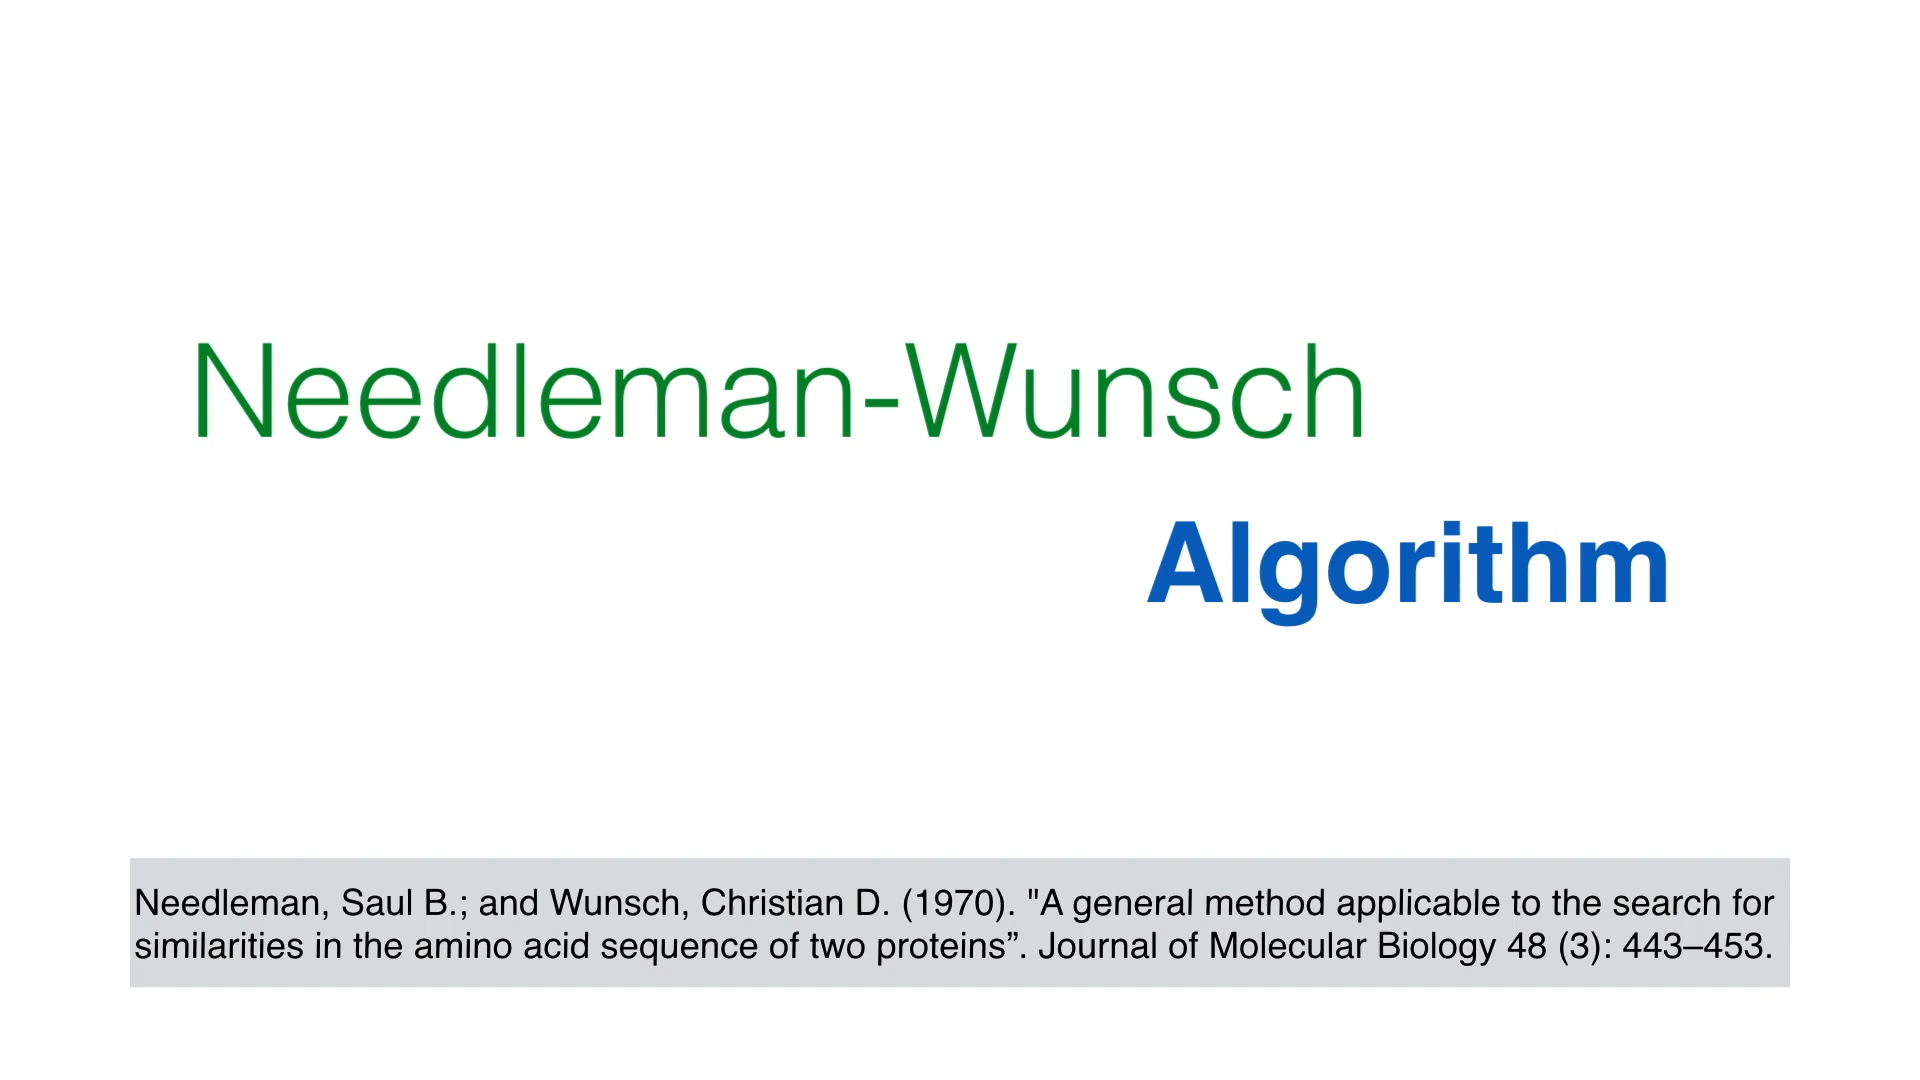 Needleman-Wunsch
Algorithm
Needleman, Saul B.; and Wunsch, Christian D. (1970). "A general method applicable to the search for
similarities in the amino acid sequence of two proteins”. Journal of Molecular Biology 48 (3): 443–453.